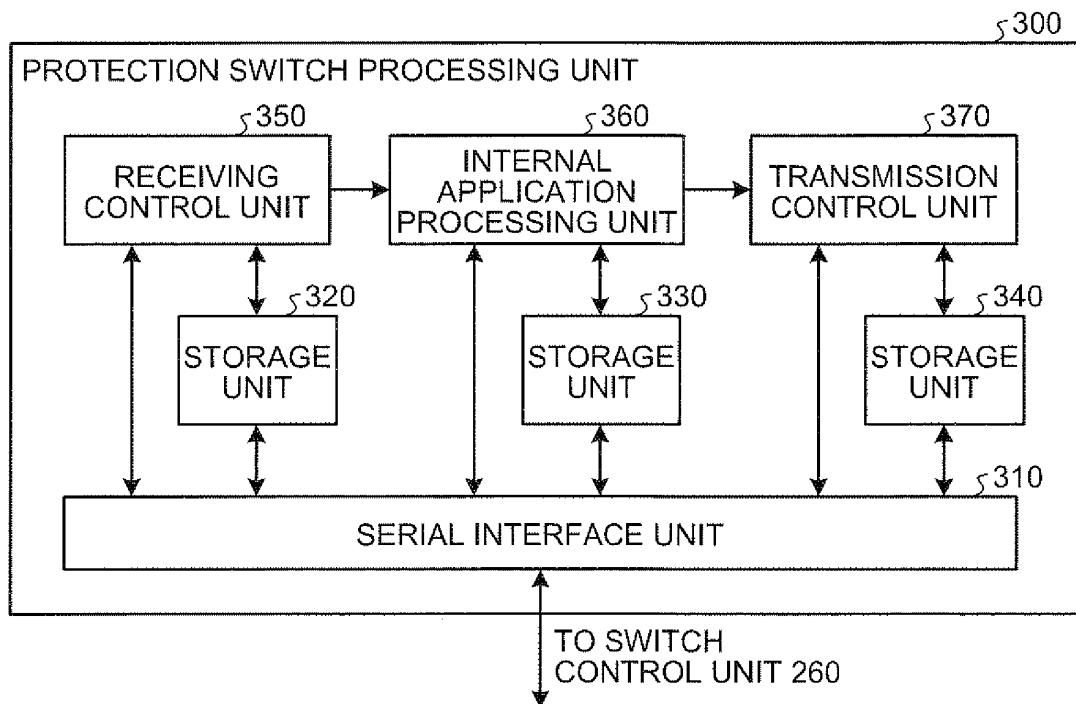 300
PROTECTION SWITCH PROCESSING UNIT
350
360
370
RECEIVING
CONTROL UNIT
INTERNAL
APPLICATION
PROCESSING UNIT
TRANSMISSION
CONTROL UNIT
320
330
340
STORAGE
UNIT
STORAGE
UNIT
STORAGE
UNIT
310
SERIAL INTERFACE UNIT
TO SWITCH
CONTROL UNIT 260